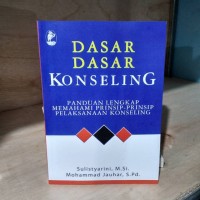 DASAR
DASAR
KONSELING
PANDUAN LENGKAP
MEMAHAMI PRINSIP-PRINSIP
PELAKSANAAN KONSELING
Sulistyarini, M.Si.
Mohammad Jauhar, S.Pd.